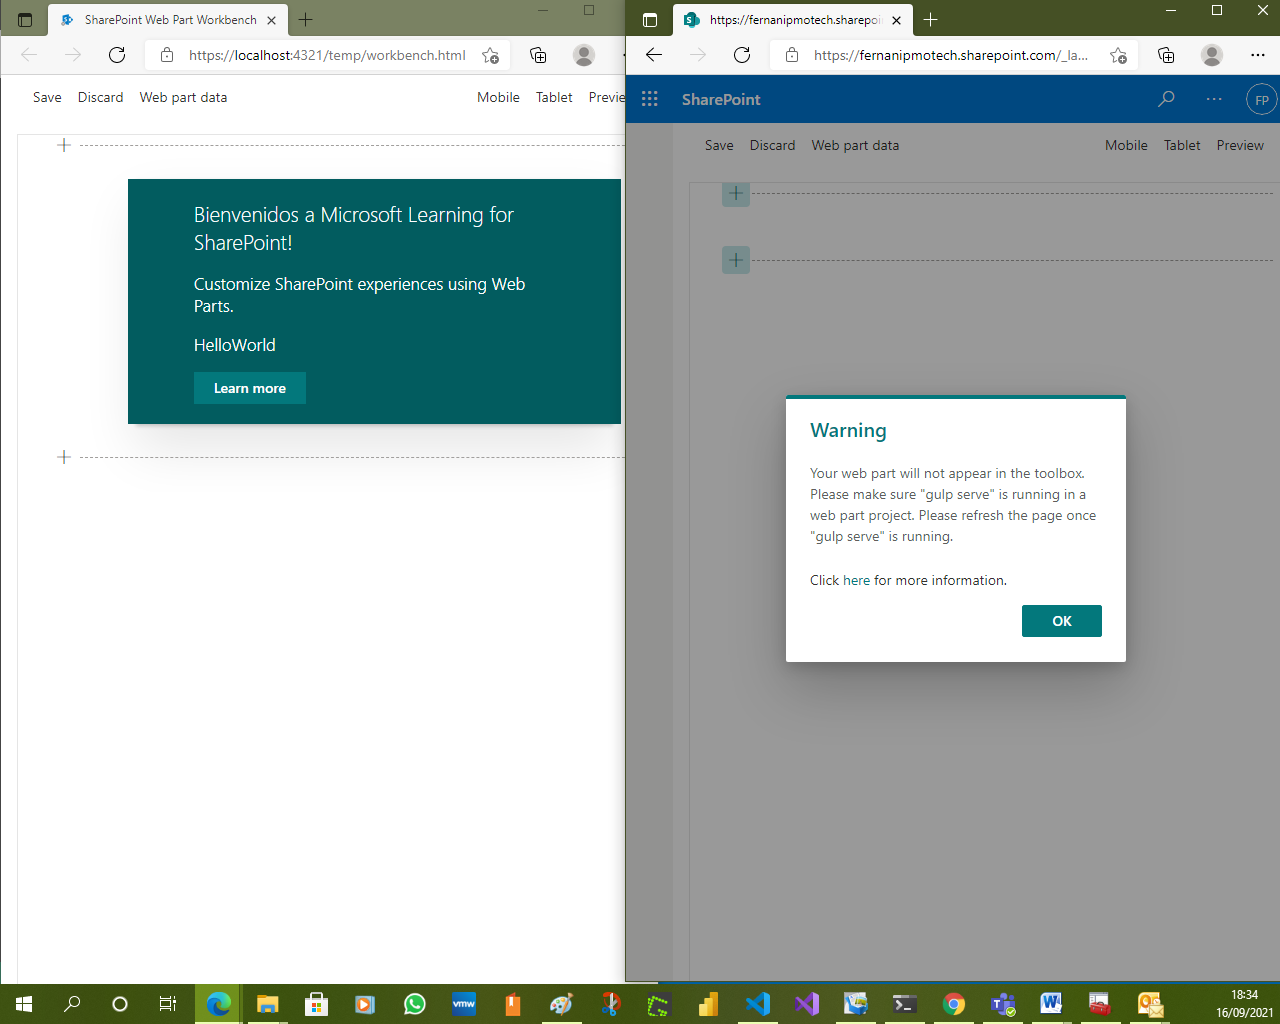 SharePoint Web Part Workbench
https://localhost:4321/temp/workbench.html
Save Discard Web part data Mobile Tablet Previe
Bienvenidos a Microsoft Learning for
SharePoint!
Customize SharePoint experiences using Web
Parts.
HelloWorld
Learn more
https://fernanipmotech.sharepoi
https://fernanipmotech.sharepoint.com/_la...
SharePoint
FP
Save Discard Web part data Mobile Tablet Preview
Warning
Your web part will not appear in the toolbox.
Please make sure "gulp serve" is running in a
web part project. Please refresh the page once
"gulp serve" is running.
Click here for more information.
OK
vmw
18:34
16/09/2021